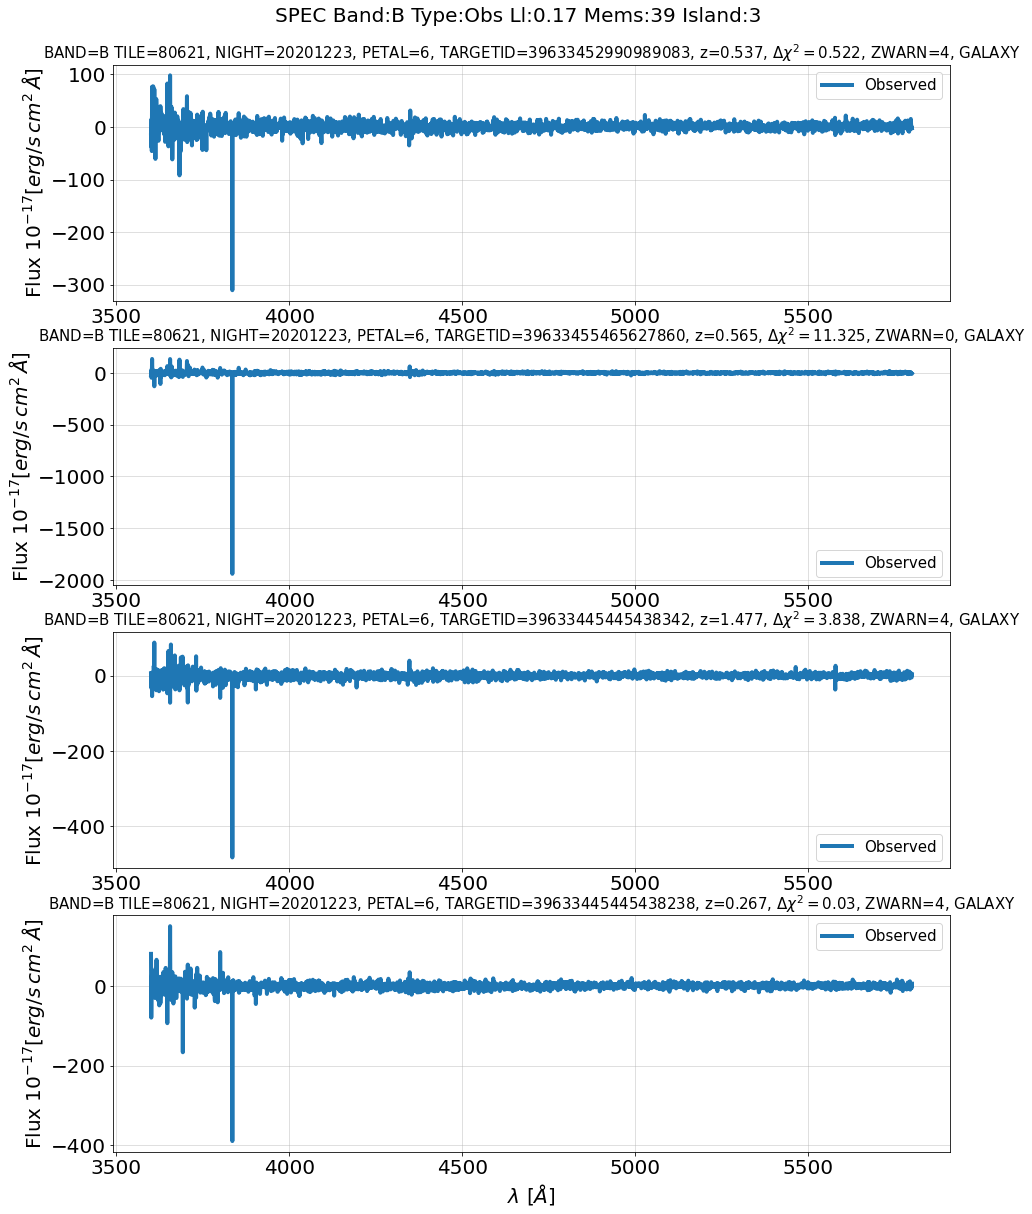 SPEC Band:B Type:Obs Ll:0.17 Mems:39 Island:3
BAND=B TILE=80621, NIGHT=20201223, PETAL=6, TARGETID=39633452990989083, z=0.537, Δχ² = 0.522, ZWARN=4, GALAXY
Observed
100
0
−100
−200
−300
Flux 10⁻¹⁷[erg/s cm² Å]
3500 4000 4500 5000 5500
BAND=B TILE=80621, NIGHT=20201223, PETAL=6, TARGETID=39633455465627860, z=0.565, Δχ² = 11.325, ZWARN=0, GALAXY
0
−500
−1000
−1500
−2000
Flux 10⁻¹⁷[erg/s cm² Å]
Observed
3500 4000 4500 5000 5500
BAND=B TILE=80621, NIGHT=20201223, PETAL=6, TARGETID=39633445445438342, z=1.477, Δχ² = 3.838, ZWARN=4, GALAXY
0
−200
−400
Flux 10⁻¹⁷[erg/s cm² Å]
Observed
3500 4000 4500 5000 5500
BAND=B TILE=80621, NIGHT=20201223, PETAL=6, TARGETID=39633445445438238, z=0.267, Δχ² = 0.03, ZWARN=4, GALAXY
Observed
0
−200
−400
Flux 10⁻¹⁷[erg/s cm² Å]
3500 4000 4500 5000 5500
λ [Å]